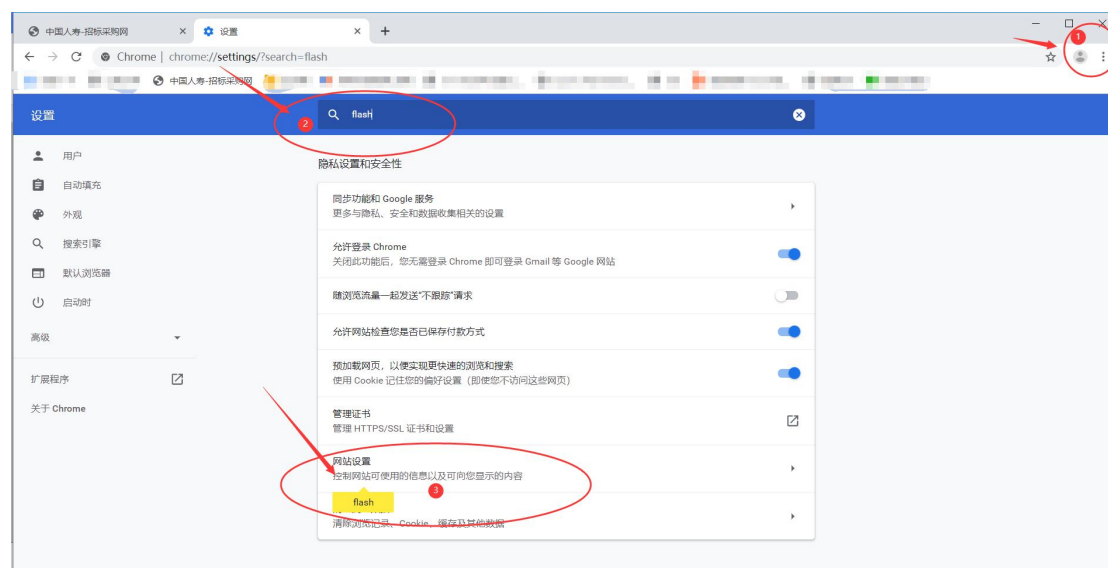 中国人寿-招标采购网
设置
Chrome | chrome://settings/?search=flash
1
中国人寿-招标采购网
设置
flash
2
用户
自动填充
外观
搜索引擎
默认浏览器
启动时
高级
扩展程序
关于 Chrome
隐私设置和安全性
同步功能和 Google 服务
更多与隐私、安全和数据收集相关的设置
允许登录 Chrome
关闭此功能后，您无需登录 Chrome 即可登录 Gmail 等 Google 网站
随浏览流量一起发送"不跟踪"请求
允许网站检查您是否已保存付款方式
预加载网页，以便实现更快速的浏览和搜索
使用 Cookie 记住您的偏好设置（即使您不访问这些网页）
管理证书
管理 HTTPS/SSL 证书和设置
网站设置
控制网站可使用的信息以及可向您显示的内容
3
flash
清除浏览记录、Cookie、缓存及其他数据